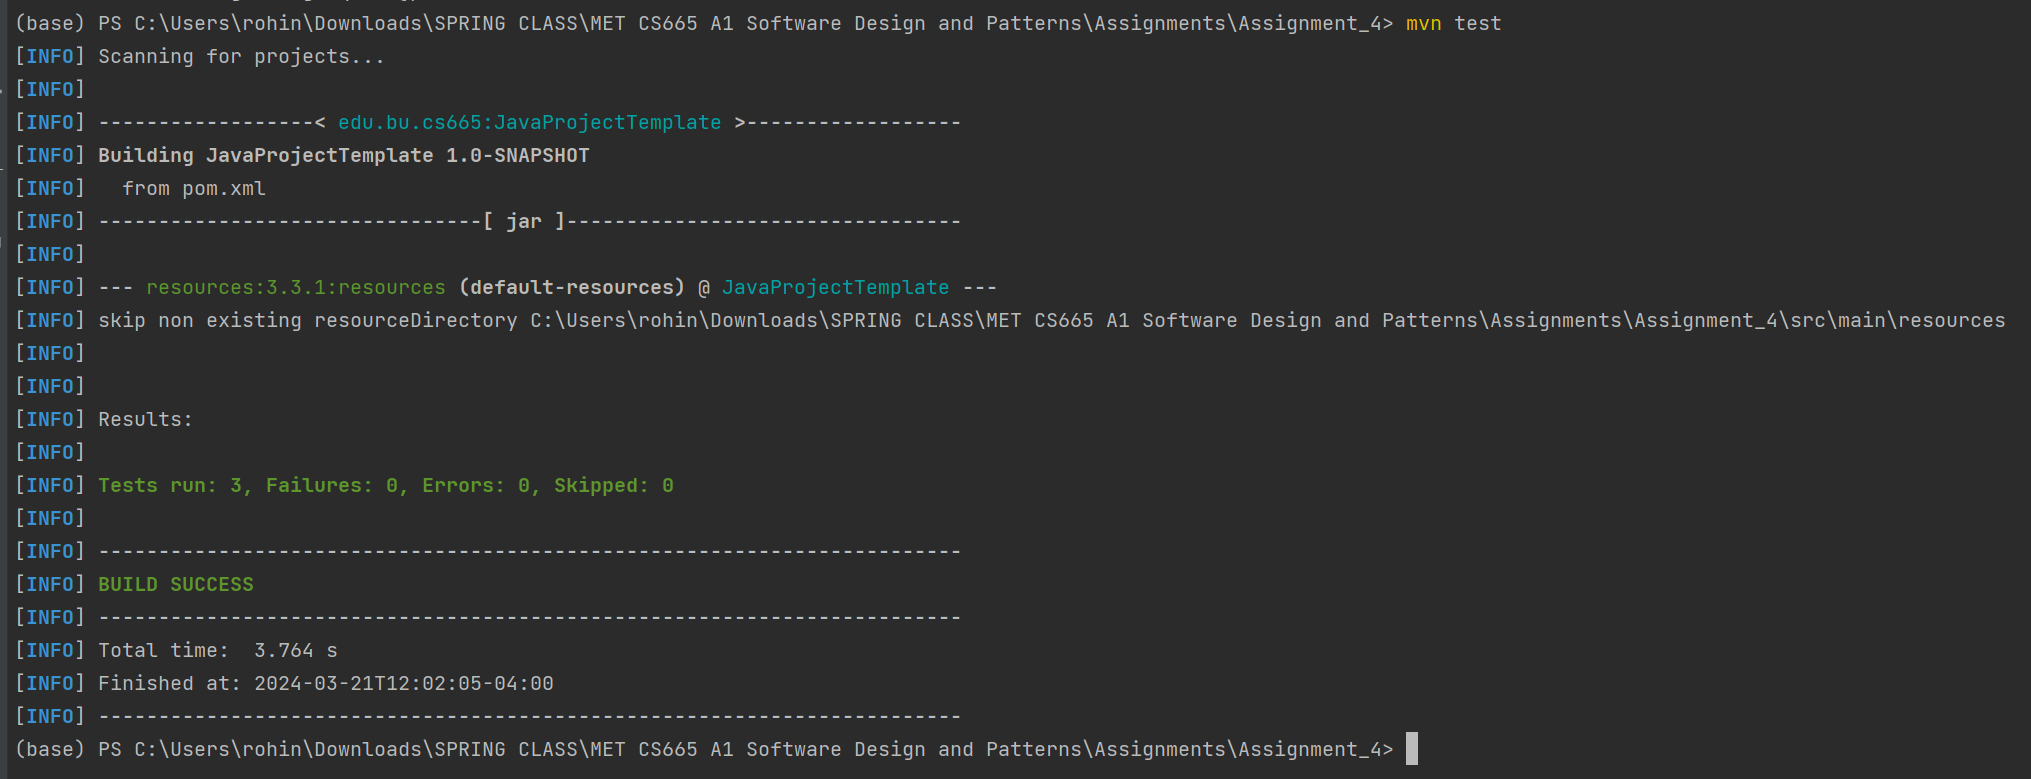 (base) PS C:\Users\rohin\Downloads\SPRING CLASS\MET CS665 A1 Software Design and Patterns\Assignments\Assignment_4> mvn test
[INFO] Scanning for projects...
[INFO]
[INFO] ------------------< edu.bu.cs665:JavaProjectTemplate >------------------
[INFO] Building JavaProjectTemplate 1.0-SNAPSHOT
[INFO]   from pom.xml
[INFO] --------------------------------[ jar ]---------------------------------
[INFO]
[INFO] --- resources:3.3.1:resources (default-resources) @ JavaProjectTemplate ---
[INFO] skip non existing resourceDirectory C:\Users\rohin\Downloads\SPRING CLASS\MET CS665 A1 Software Design and Patterns\Assignments\Assignment_4\src\main\resources
[INFO]
[INFO]
[INFO] Results:
[INFO]
[INFO] Tests run: 3, Failures: 0, Errors: 0, Skipped: 0
[INFO]
[INFO] ------------------------------------------------------------------------
[INFO] BUILD SUCCESS
[INFO] ------------------------------------------------------------------------
[INFO] Total time:  3.764 s
[INFO] Finished at: 2024-03-21T12:02:05-04:00
[INFO] ------------------------------------------------------------------------
(base) PS C:\Users\rohin\Downloads\SPRING CLASS\MET CS665 A1 Software Design and Patterns\Assignments\Assignment_4>